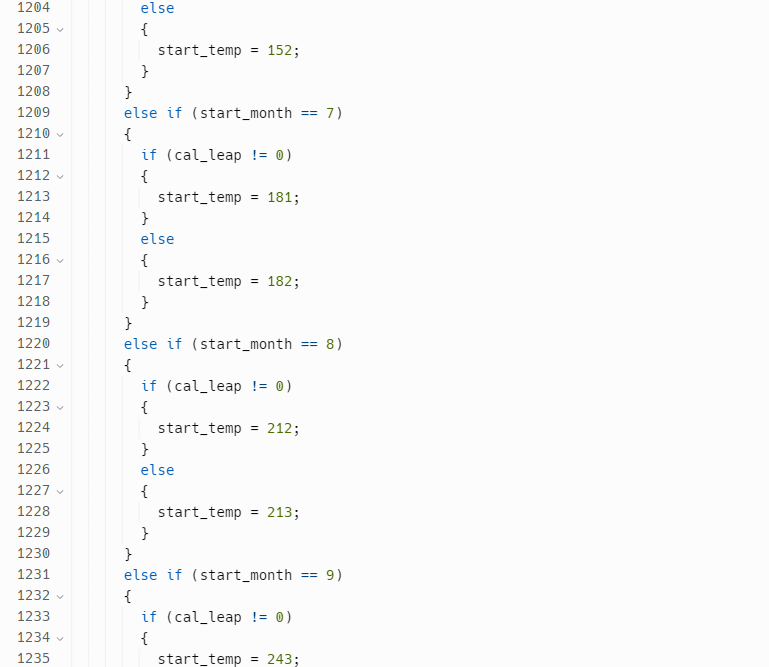 1204 else
1205 {
1206 start_temp = 152;
1207 }
1208 }
1209 else if (start_month == 7)
1210 {
1211 if (cal_leap != 0)
1212 {
1213 start_temp = 181;
1214 }
1215 else
1216 {
1217 start_temp = 182;
1218 }
1219 }
1220 else if (start_month == 8)
1221 {
1222 if (cal_leap != 0)
1223 {
1224 start_temp = 212;
1225 }
1226 else
1227 {
1228 start_temp = 213;
1229 }
1230 }
1231 else if (start_month == 9)
1232 {
1233 if (cal_leap != 0)
1234 {
1235 start_temp = 243;